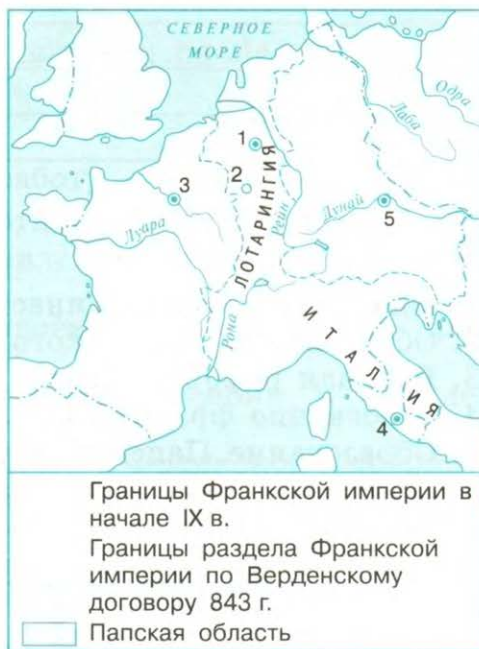 СЕВЕРНОЕ
МОРЕ
Одра
Лаба
1
2
3
ЛОТАРИНГИЯ
Рейн
Дунай
5
Луара
Рона
ИТАЛИЯ
4
Границы Франкской империи в
начале IX в.
Границы раздела Франкской
империи по Верденскому
договору 843 г.
Папская область